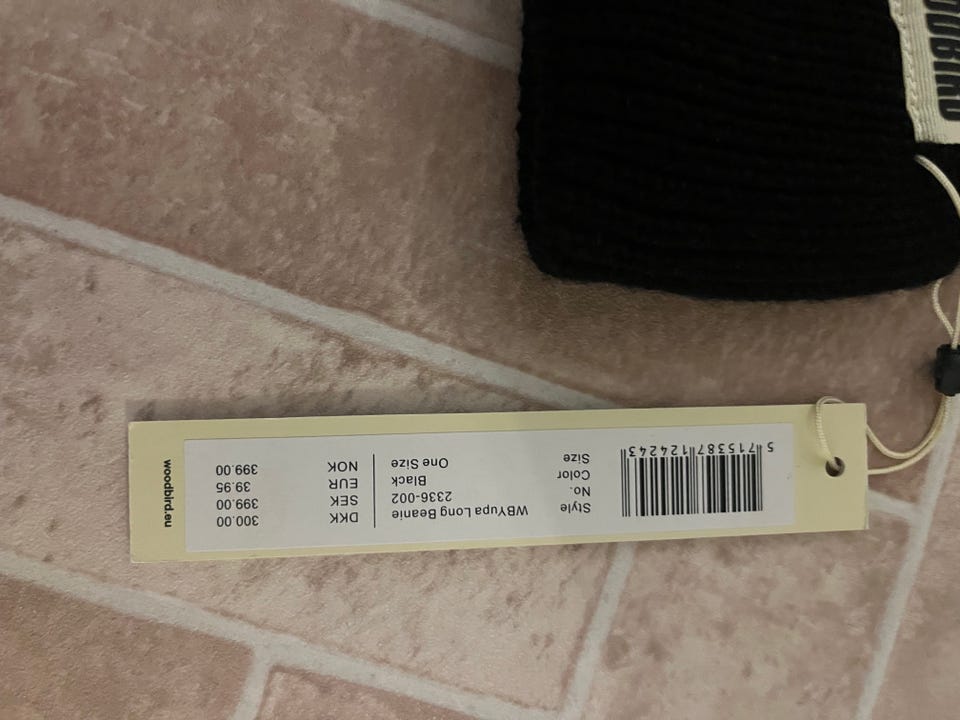 5 715387 124243
Style WBYupa Long Beanie
No. 2336-002
Color Black
Size One Size
DKK 300.00
SEK 399.00
EUR 39.95
NOK 399.00
woodbird.eu